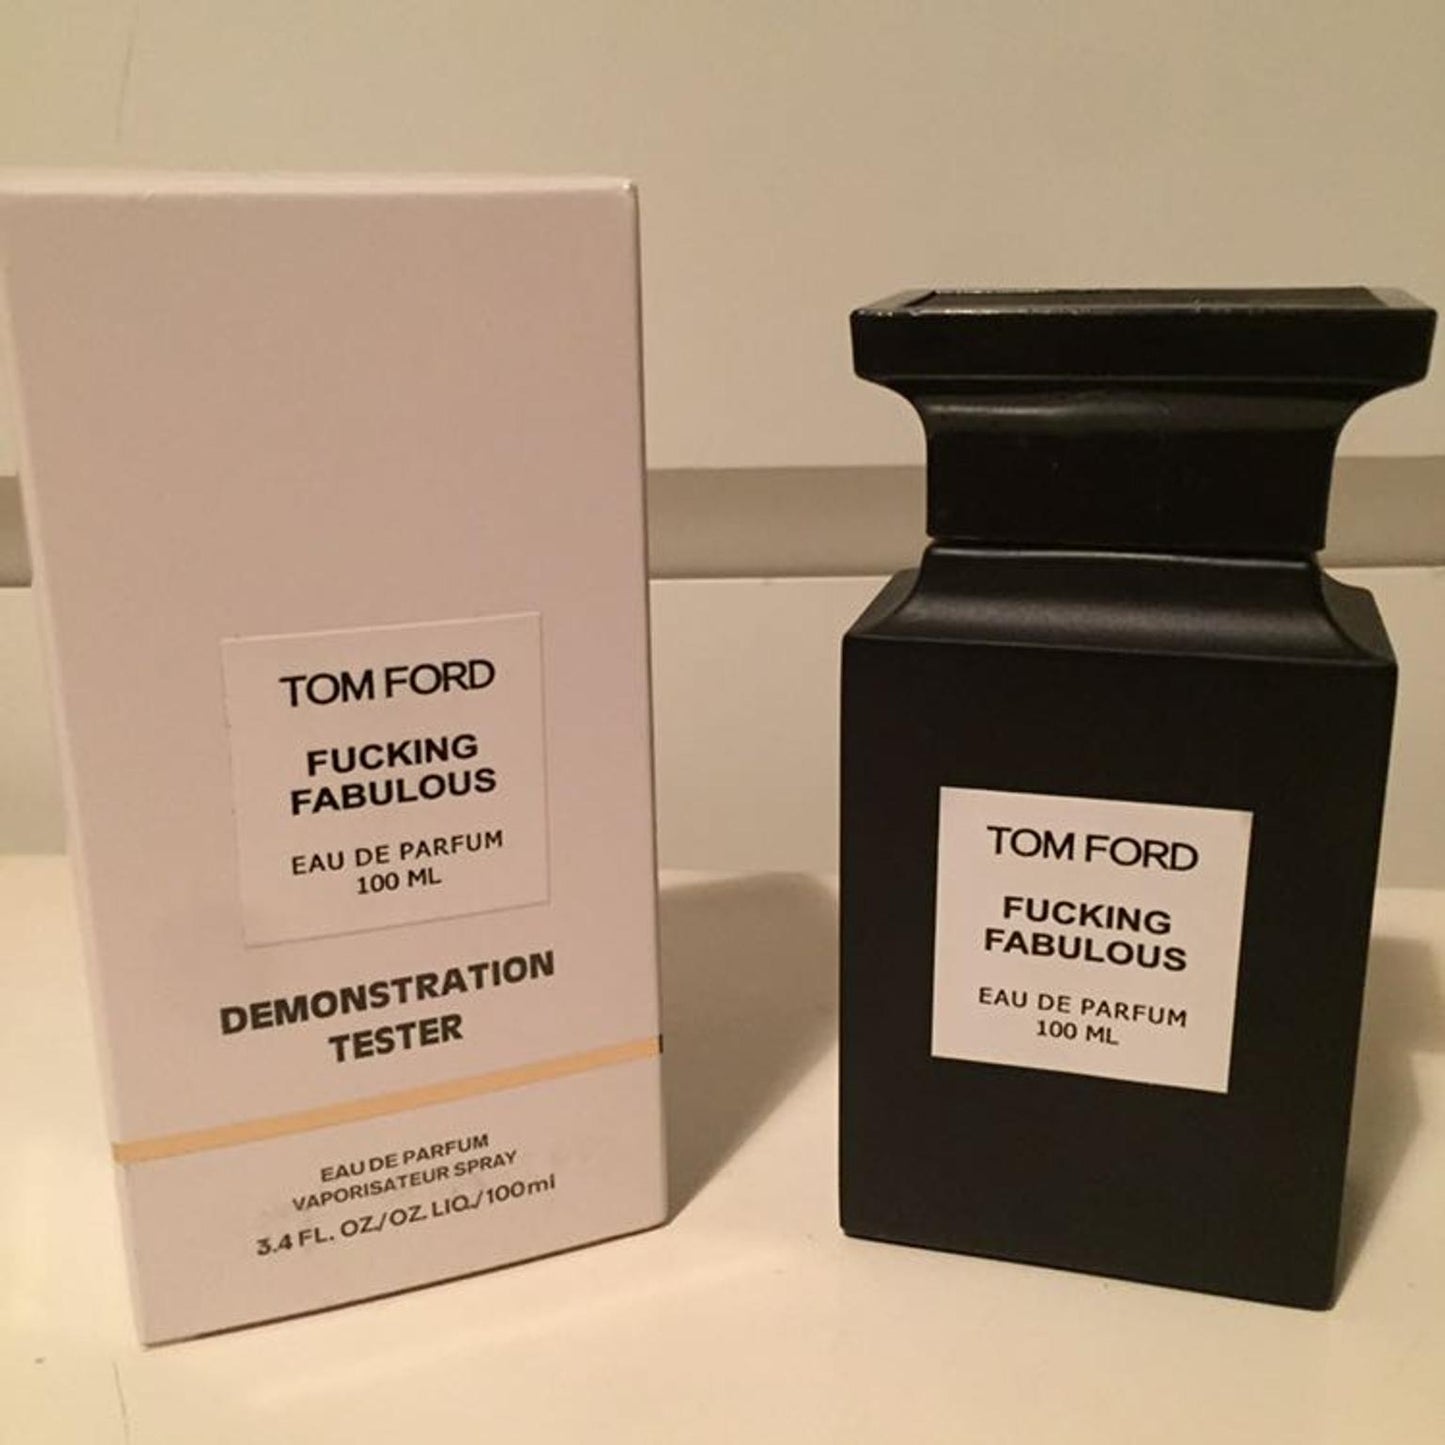 TOM FORD
FUCKING
FABULOUS
EAU DE PARFUM
100 ML
DEMONSTRATION
TESTER
EAU DE PARFUM
VAPORISATEUR SPRAY
3.4 FL. OZ./OZ. LIQ./100ml
TOM FORD
FUCKING
FABULOUS
EAU DE PARFUM
100 ML